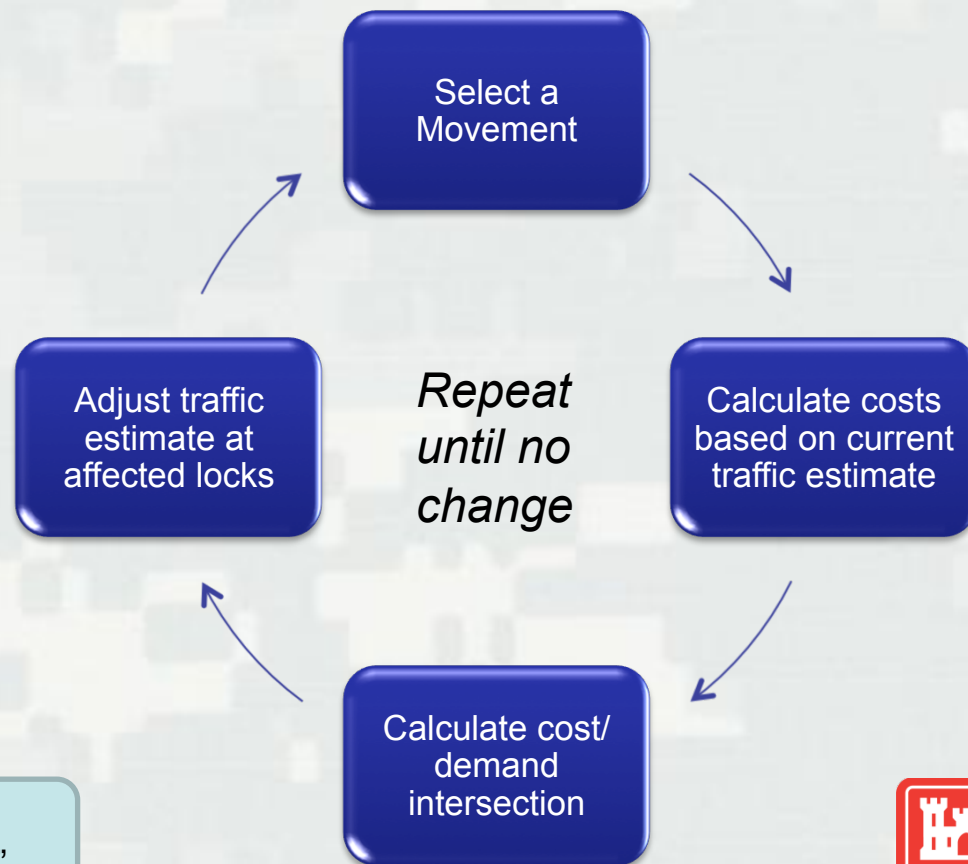 Select a
Movement
Calculate costs
based on current
traffic estimate
Calculate cost/
demand
intersection
Adjust traffic
estimate at
affected locks
Repeat
until no
change